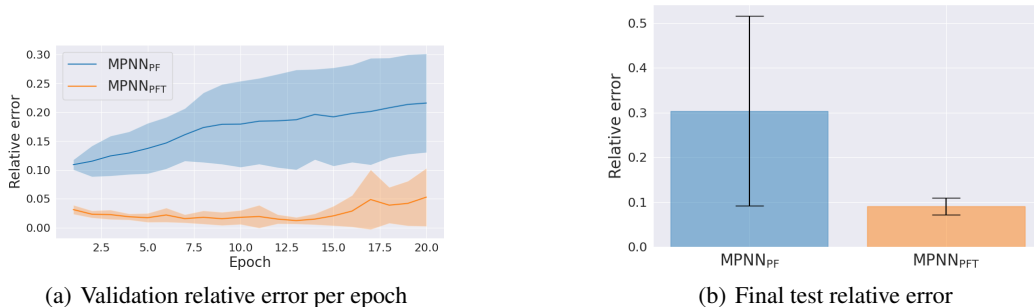 MPNN_PF
MPNN_PFT
Relative error
0.30
0.25
0.20
0.15
0.10
0.05
0.00
2.5 5.0 7.5 10.0 12.5 15.0 17.5 20.0
Epoch
(a) Validation relative error per epoch
Relative error
0.5
0.4
0.3
0.2
0.1
0.0
MPNN_PF MPNN_PFT
(b) Final test relative error